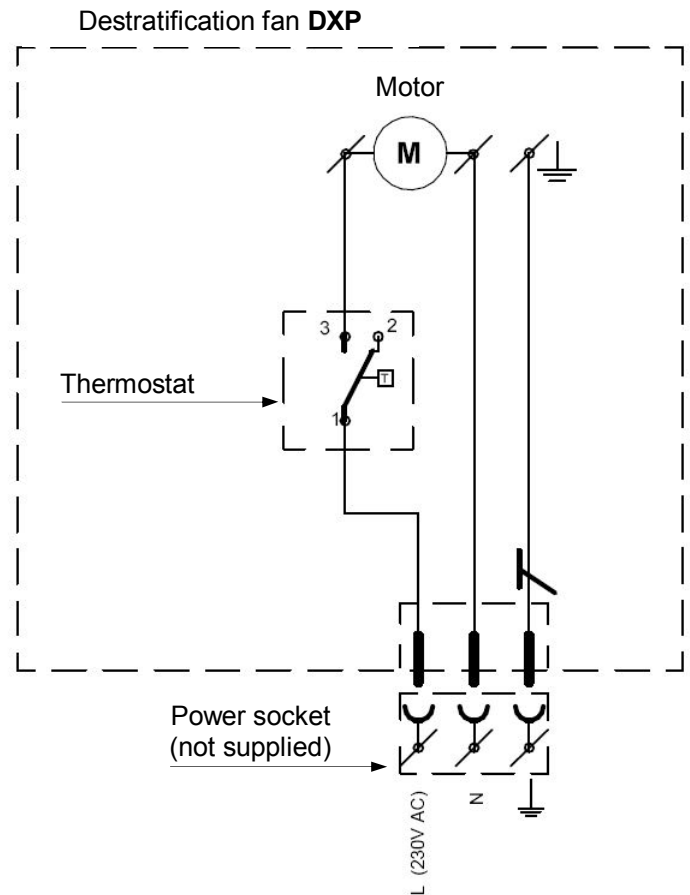 Destratification fan DXP
Motor
M
3
2
T
Thermostat
1
Power socket
(not supplied)
L (230V AC)
N